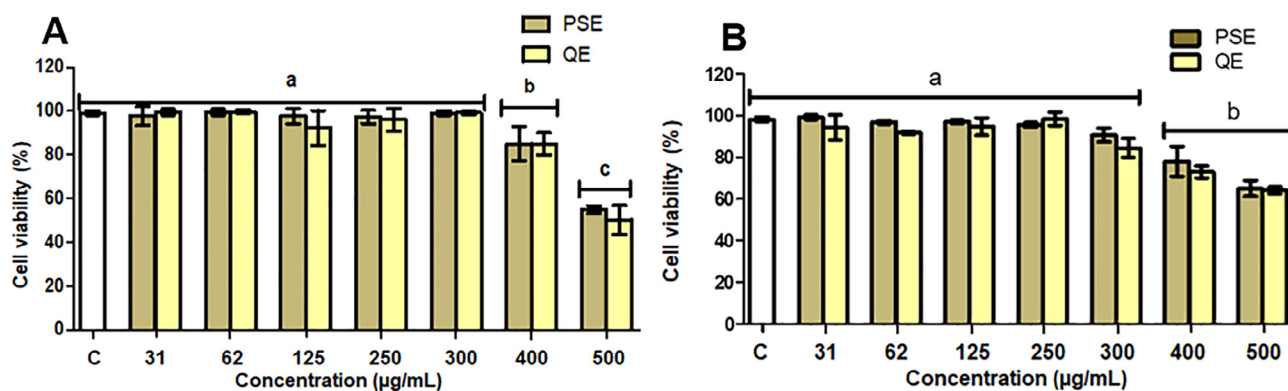 A
PSE
QE
a
b
c
120
100
80
60
40
20
0
Cell viability (%)
C 31 62 125 250 300 400 500
Concentration (µg/mL)
B
PSE
QE
a
b
120
100
80
60
40
20
0
Cell viability (%)
C 31 62 125 250 300 400 500
Concentration (µg/mL)